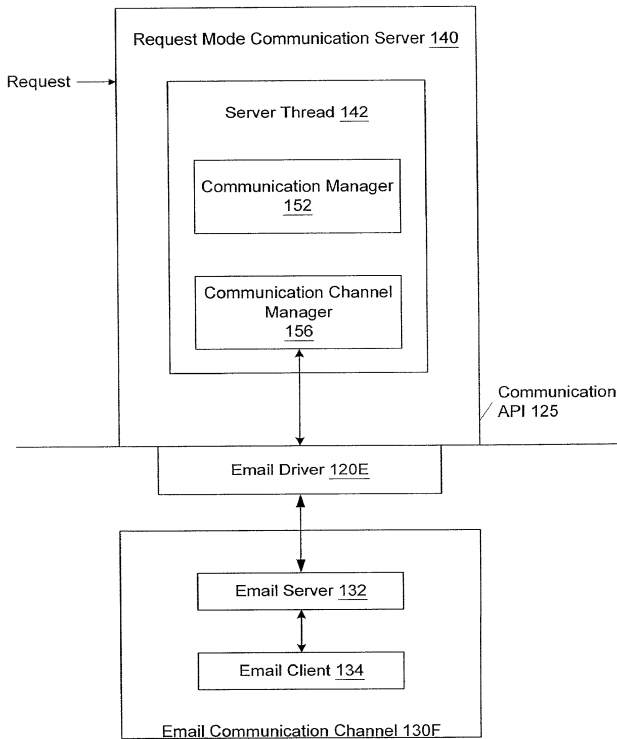 Request Mode Communication Server 140
Request
Server Thread 142
Communication Manager
152
Communication Channel
Manager
156
Communication
API 125
Email Driver 120E
Email Server 132
Email Client 134
Email Communication Channel 130F